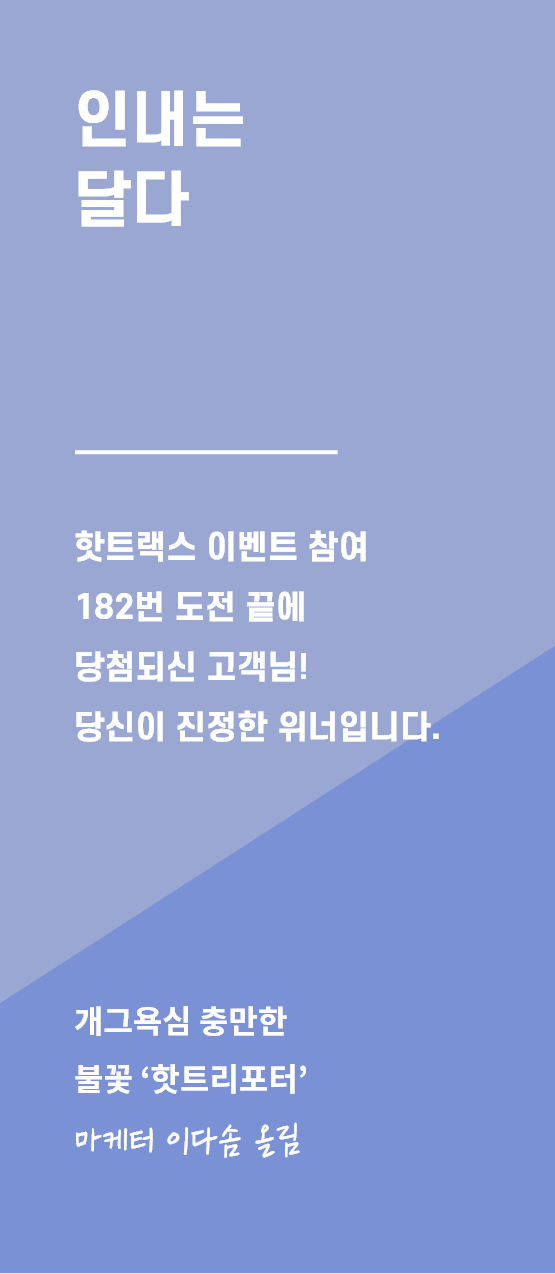 인내는
달다
핫트랙스 이벤트 참여
182번 도전 끝에
당첨되신 고객님!
당신이 진정한 위너입니다.
개그욕심 충만한
불꽃 ‘핫트리포터’
마케터 이다솜 올림